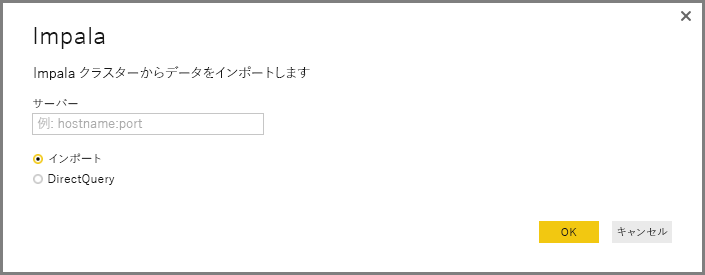 Impala
Impala クラスターからデータをインポートします
サーバー
例: hostname:port
インポート
DirectQuery
OK キャンセル